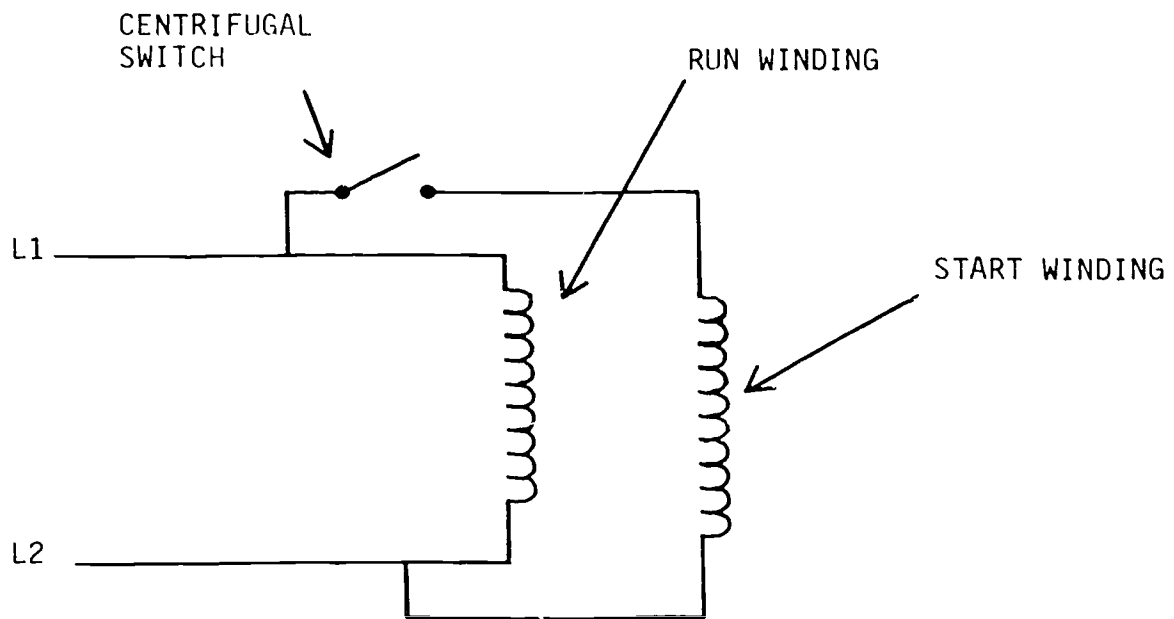 CENTRIFUGAL
SWITCH
RUN WINDING
L1
START WINDING
L2